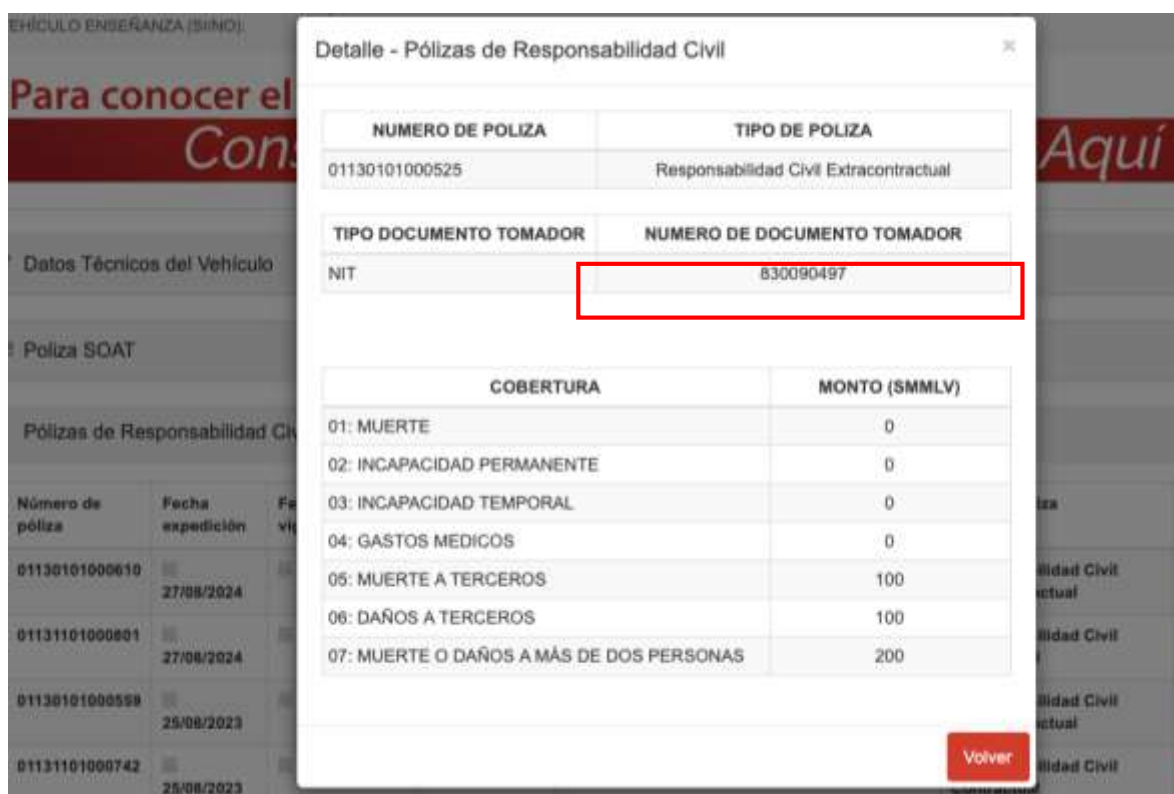 EHÍCULO ENSEÑANZA (SI/NO):
Detalle - Pólizas de Responsabilidad Civil
×
Para conocer el
Con
Aquí
NUMERO DE POLIZA TIPO DE POLIZA
01130101000525 Responsabilidad Civil Extracontractual
TIPO DOCUMENTO TOMADOR NUMERO DE DOCUMENTO TOMADOR
NIT 830090497
Datos Técnicos del Vehículo
Poliza SOAT
Pólizas de Responsabilidad Civ
COBERTURA MONTO (SMMLV)
01: MUERTE 0
02: INCAPACIDAD PERMANENTE 0
03: INCAPACIDAD TEMPORAL 0
04: GASTOS MEDICOS 0
05: MUERTE A TERCEROS 100
06: DAÑOS A TERCEROS 100
07: MUERTE O DAÑOS A MÁS DE DOS PERSONAS 200
Número de póliza Fecha expedición
01130101000610 27/08/2024
01131101000801 27/08/2024
01130101000559 25/08/2023
01131101000742 25/08/2023
ilidad Civil
Volver